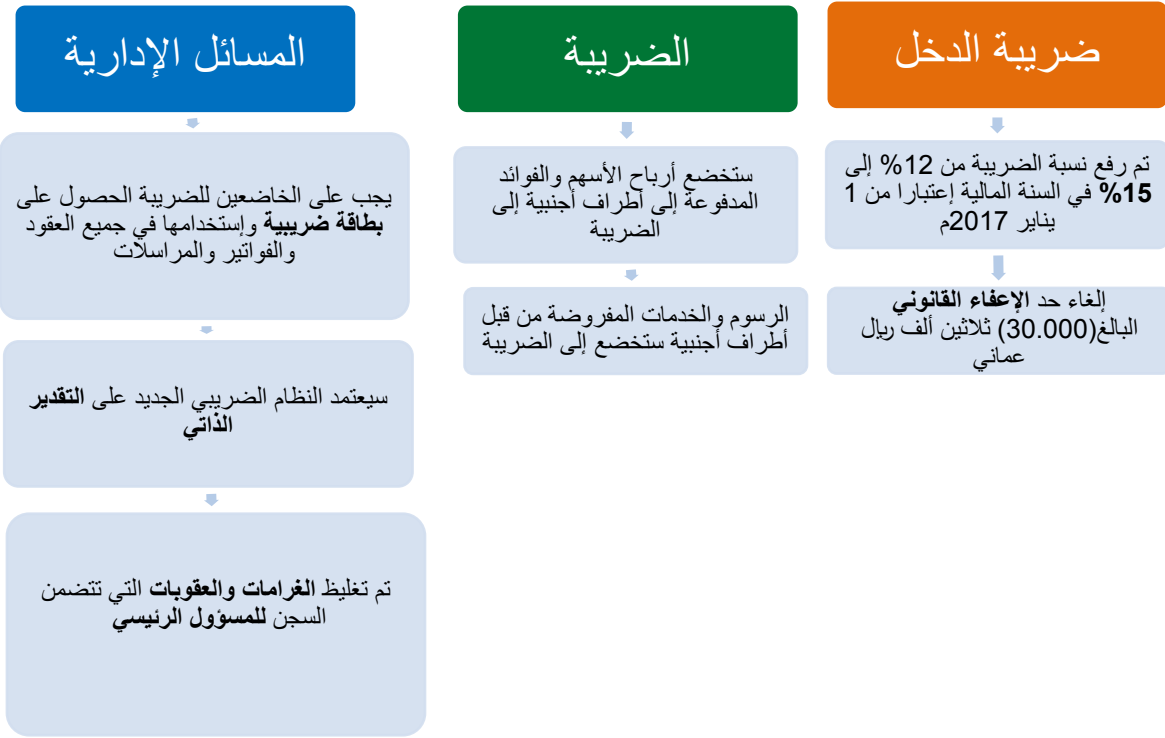 ضريبة الدخل
تم رفع نسبة الضريبة من 12% إلى
15% في السنة المالية إعتبارا من 1
يناير 2017م
إلغاء حد الإعفاء القانوني
البالغ(30.000) ثلاثين ألف ريال
عماني
الضريبة
ستخضع أرباح الأسهم والفوائد
المدفوعة إلى أطراف أجنبية إلى
الضريبة
الرسوم والخدمات المفروضة من قبل
أطراف أجنبية ستخضع إلى الضريبة
المسائل الإدارية
يجب على الخاضعين للضريبة الحصول على
بطاقة ضريبية وإستخدامها في جميع العقود
والفواتير والمراسلات
سيعتمد النظام الضريبي الجديد على التقدير
الذاتي
تم تغليظ الغرامات والعقوبات التي تتضمن
السجن للمسؤول الرئيسي